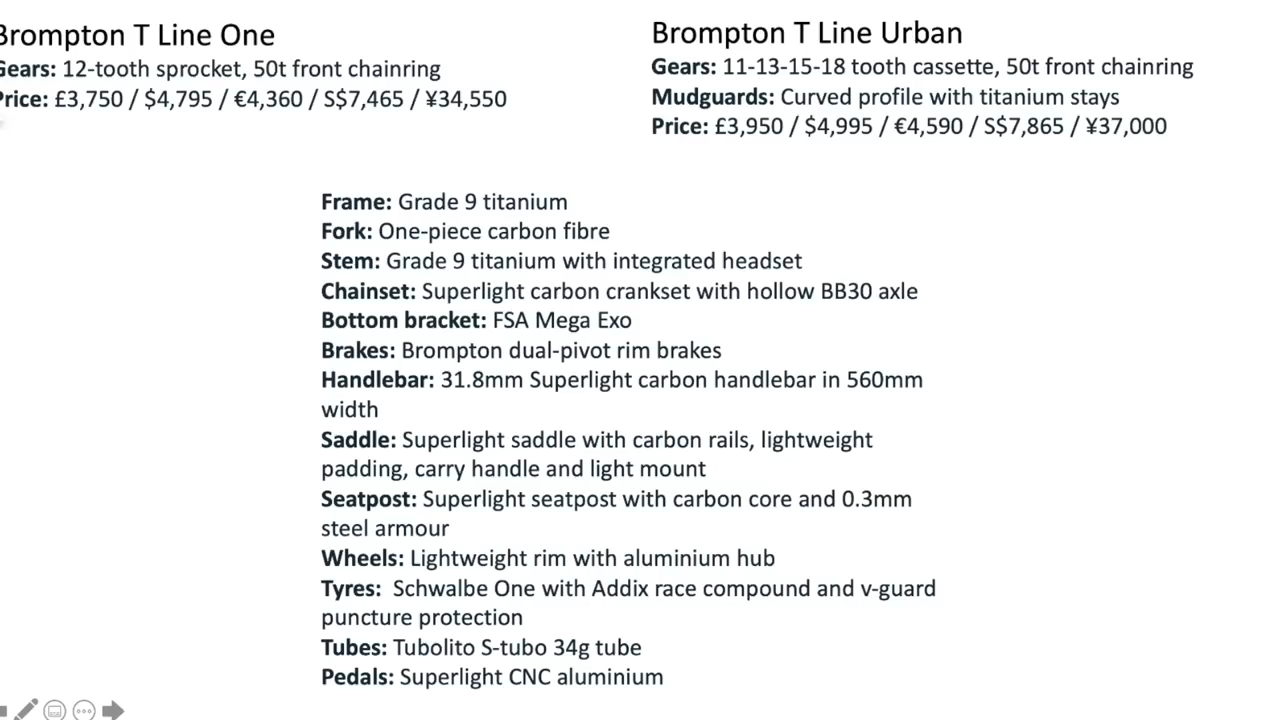 Brompton T Line One
Gears: 12-tooth sprocket, 50t front chainring
Price: £3,750 / $4,795 / €4,360 / S$7,465 / ¥34,550
Brompton T Line Urban
Gears: 11-13-15-18 tooth cassette, 50t front chainring
Mudguards: Curved profile with titanium stays
Price: £3,950 / $4,995 / €4,590 / S$7,865 / ¥37,000
Frame: Grade 9 titanium
Fork: One-piece carbon fibre
Stem: Grade 9 titanium with integrated headset
Chainset: Superlight carbon crankset with hollow BB30 axle
Bottom bracket: FSA Mega Exo
Brakes: Brompton dual-pivot rim brakes
Handlebar: 31.8mm Superlight carbon handlebar in 560mm
width
Saddle: Superlight saddle with carbon rails, lightweight
padding, carry handle and light mount
Seatpost: Superlight seatpost with carbon core and 0.3mm
steel armour
Wheels: Lightweight rim with aluminium hub
Tyres: Schwalbe One with Addix race compound and v-guard
puncture protection
Tubes: Tubolito S-tubo 34g tube
Pedals: Superlight CNC aluminium